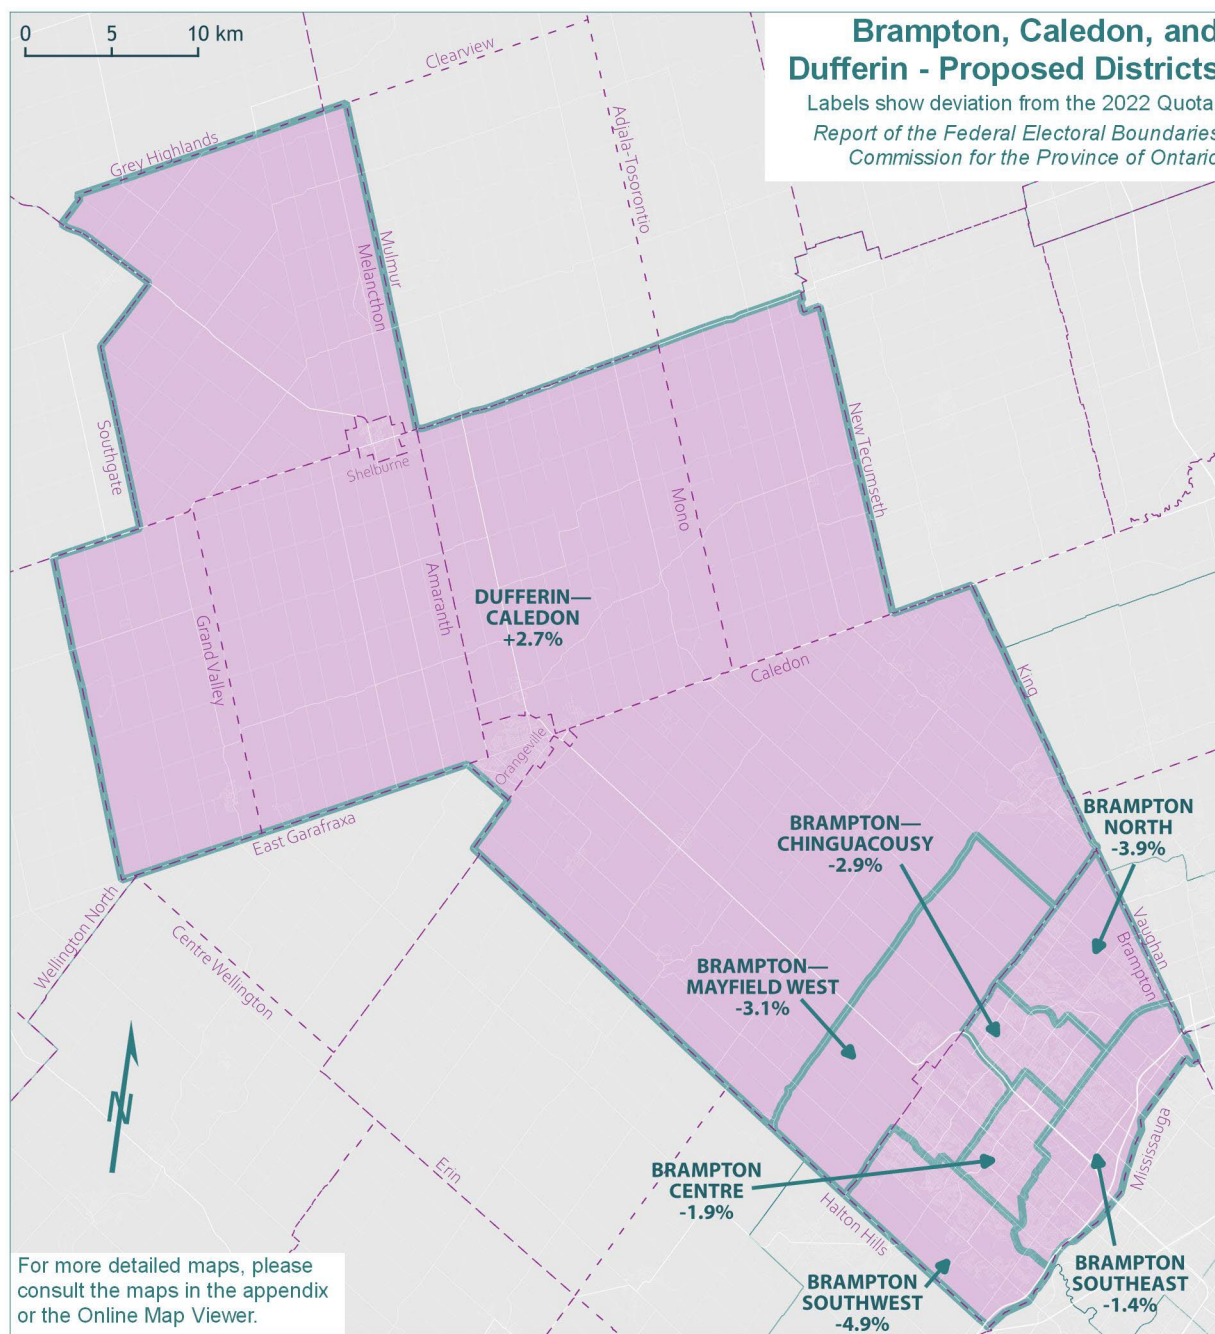 0 5 10 km
Brampton, Caledon, and
Dufferin - Proposed Districts
Labels show deviation from the 2022 Quota
Report of the Federal Electoral Boundaries
Commission for the Province of Ontario
Clearview
Grey Highlands
Adjala-Tosorontio
Mulmur
Melancthon
Southgate
Shelburne
New Tecumseth
Mono
Amaranth
Grand Valley
DUFFERIN—
CALEDON
+2.7%
Caledon
King
Orangeville
East Garafraxa
Wellington North
Centre Wellington
BRAMPTON—
CHINGUACOUSY
-2.9%
BRAMPTON
NORTH
-3.9%
Vaughan
Brampton
BRAMPTON—
MAYFIELD WEST
-3.1%
N
Erin
Mississauga
BRAMPTON
CENTRE
-1.9%
Halton Hills
BRAMPTON
SOUTHWEST
-4.9%
BRAMPTON
SOUTHEAST
-1.4%
For more detailed maps, please
consult the maps in the appendix
or the Online Map Viewer.